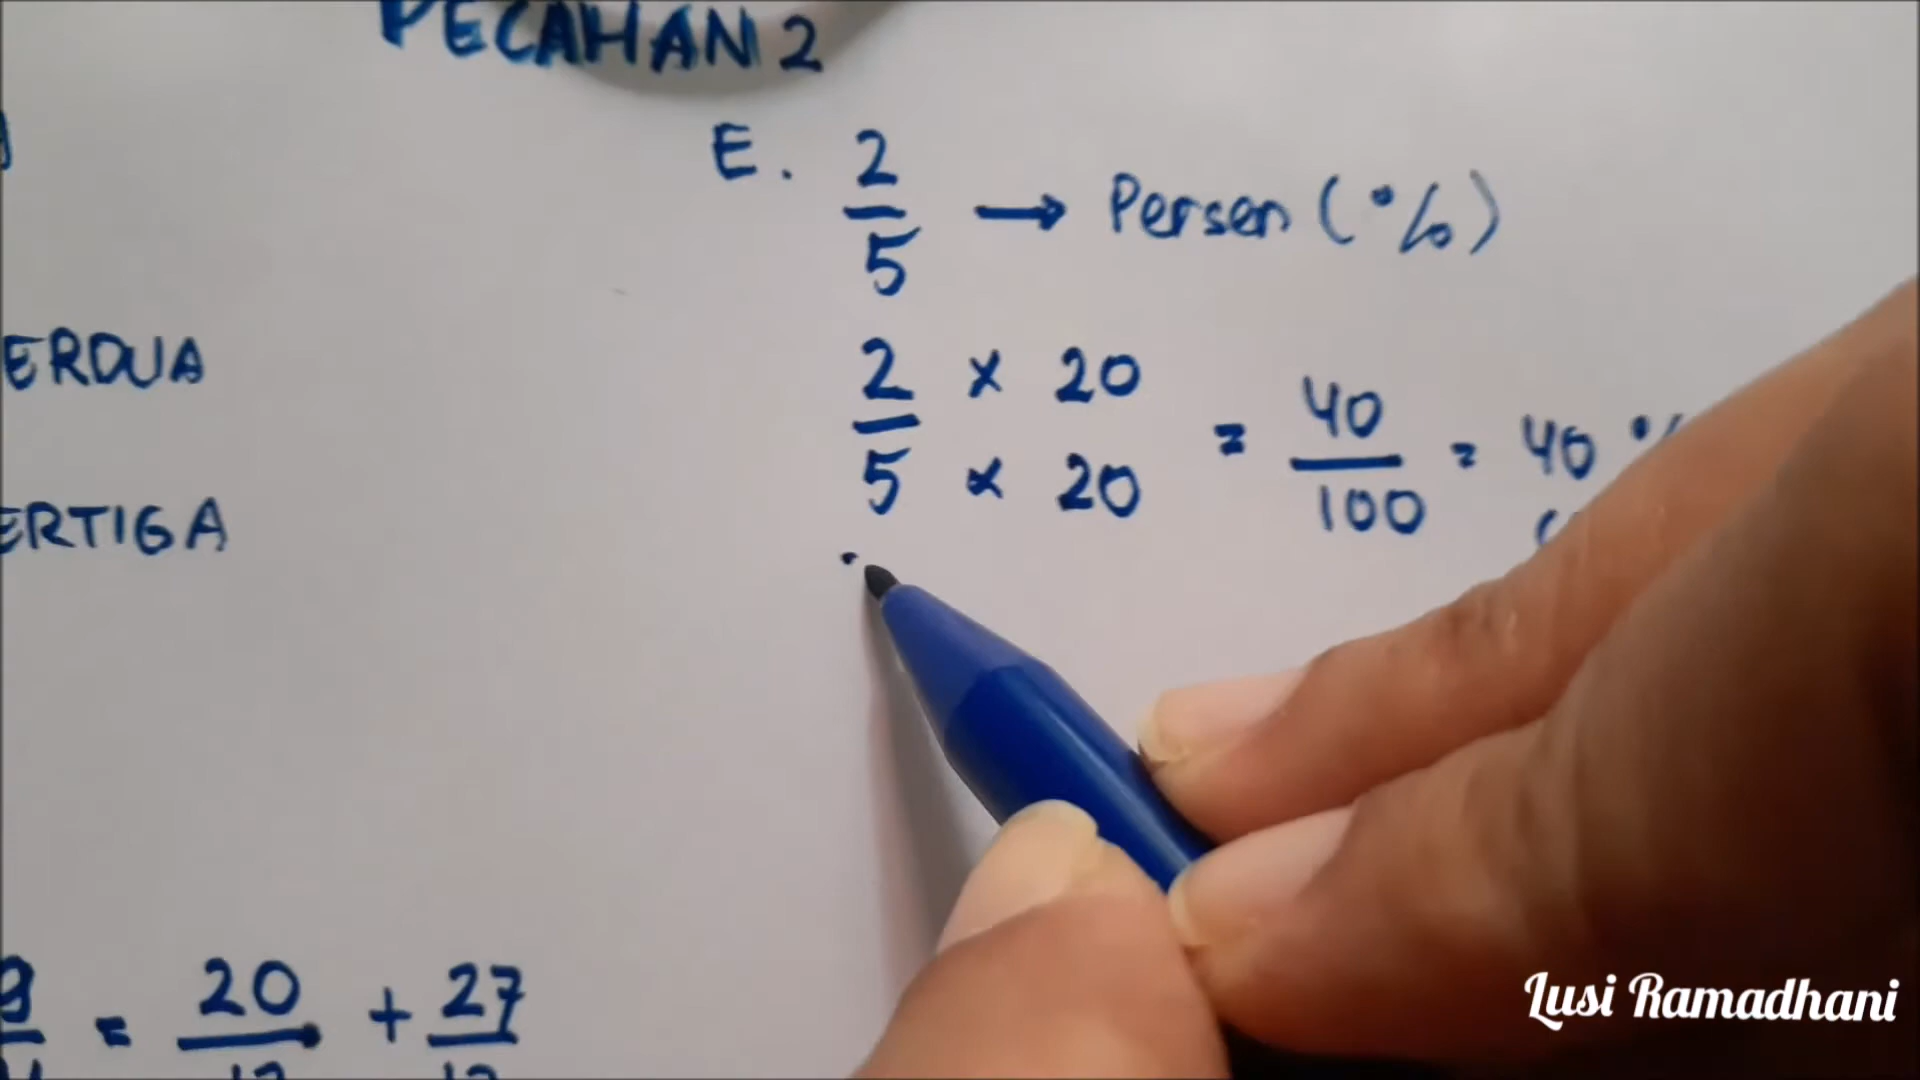 PECAHAN 2
E. 2/5 → Persen (%)
2 x 20
5 x 20
= 40/100 = 40
ERDUA
ERTIGA
= 20 + 27
Lusi Ramadhani